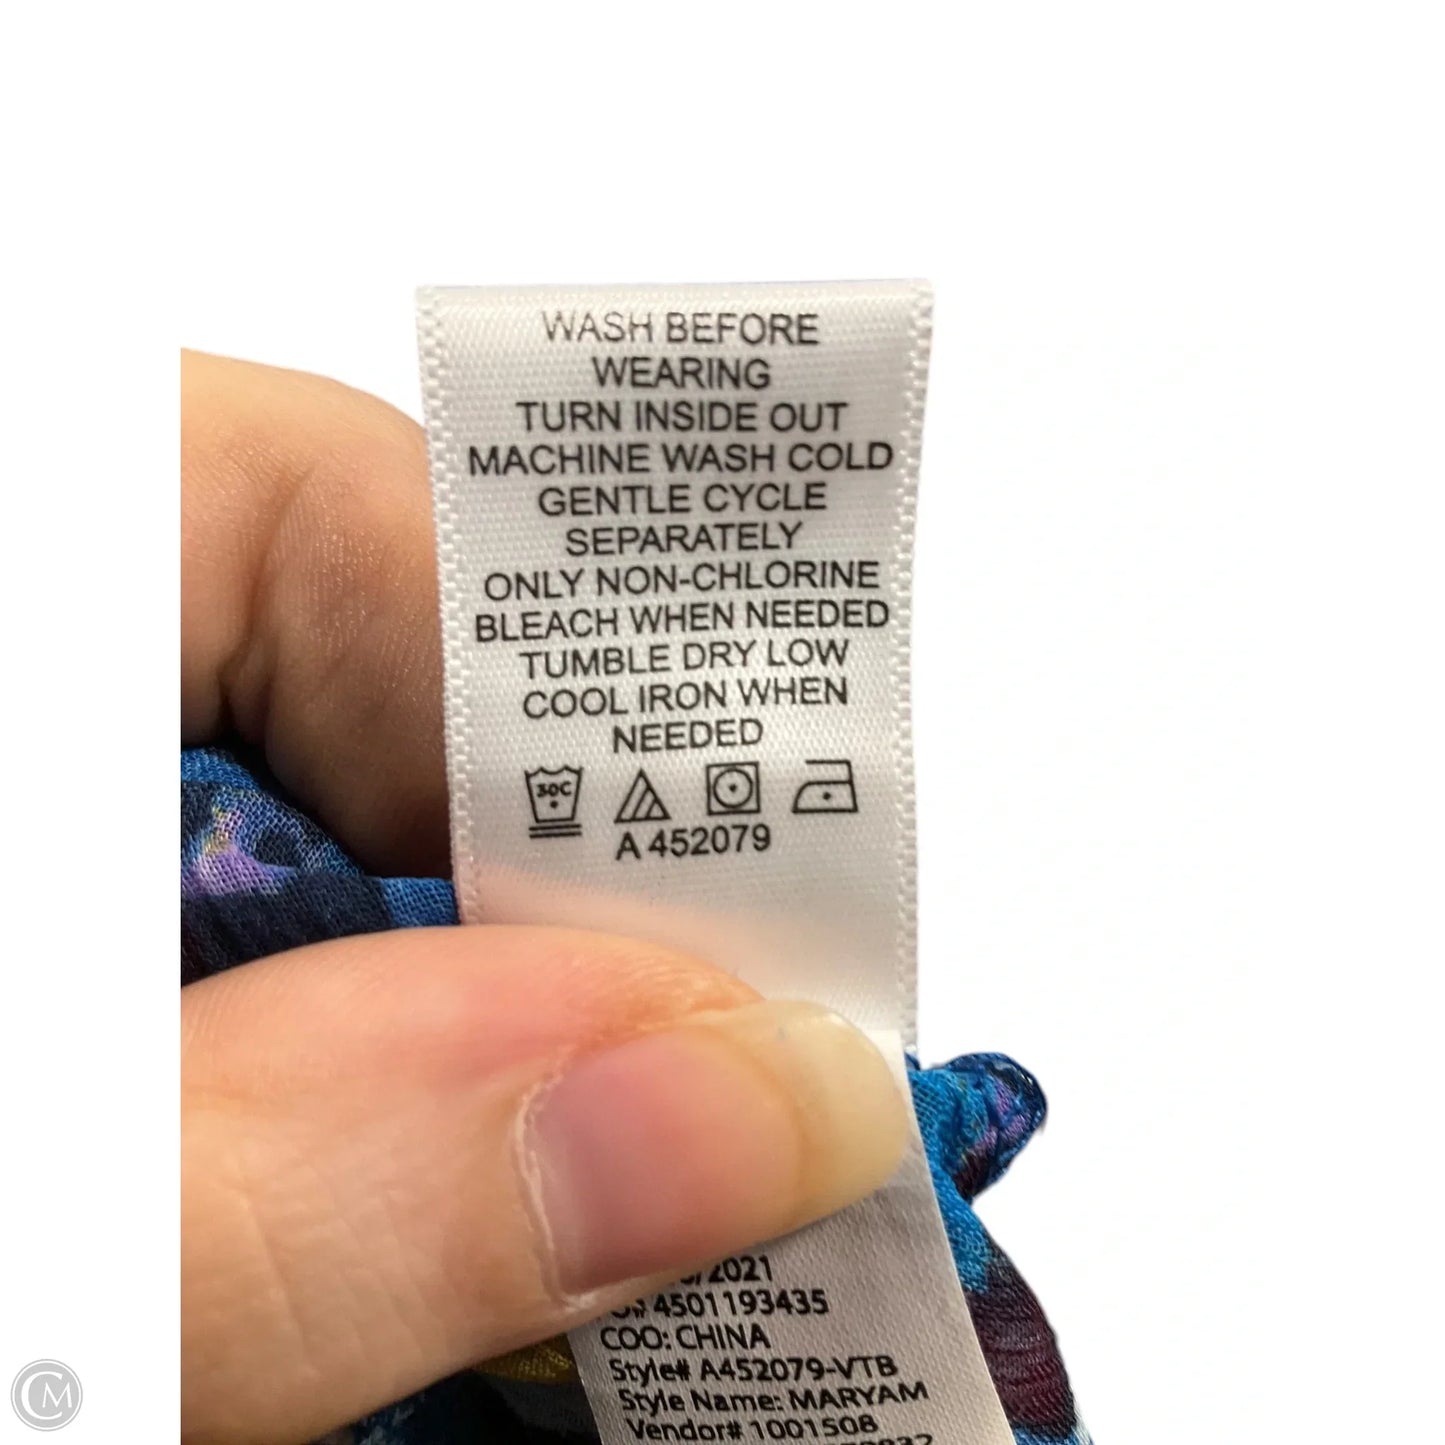 WASH BEFORE
WEARING
TURN INSIDE OUT
MACHINE WASH COLD
GENTLE CYCLE
SEPARATELY
ONLY NON-CHLORINE
BLEACH WHEN NEEDED
TUMBLE DRY LOW
COOL IRON WHEN
NEEDED
30C
A 452079
/2021
4501193435
COO: CHINA
Style# A452079-VTB
Style Name: MARYAM
Vendor# 1001508
CM